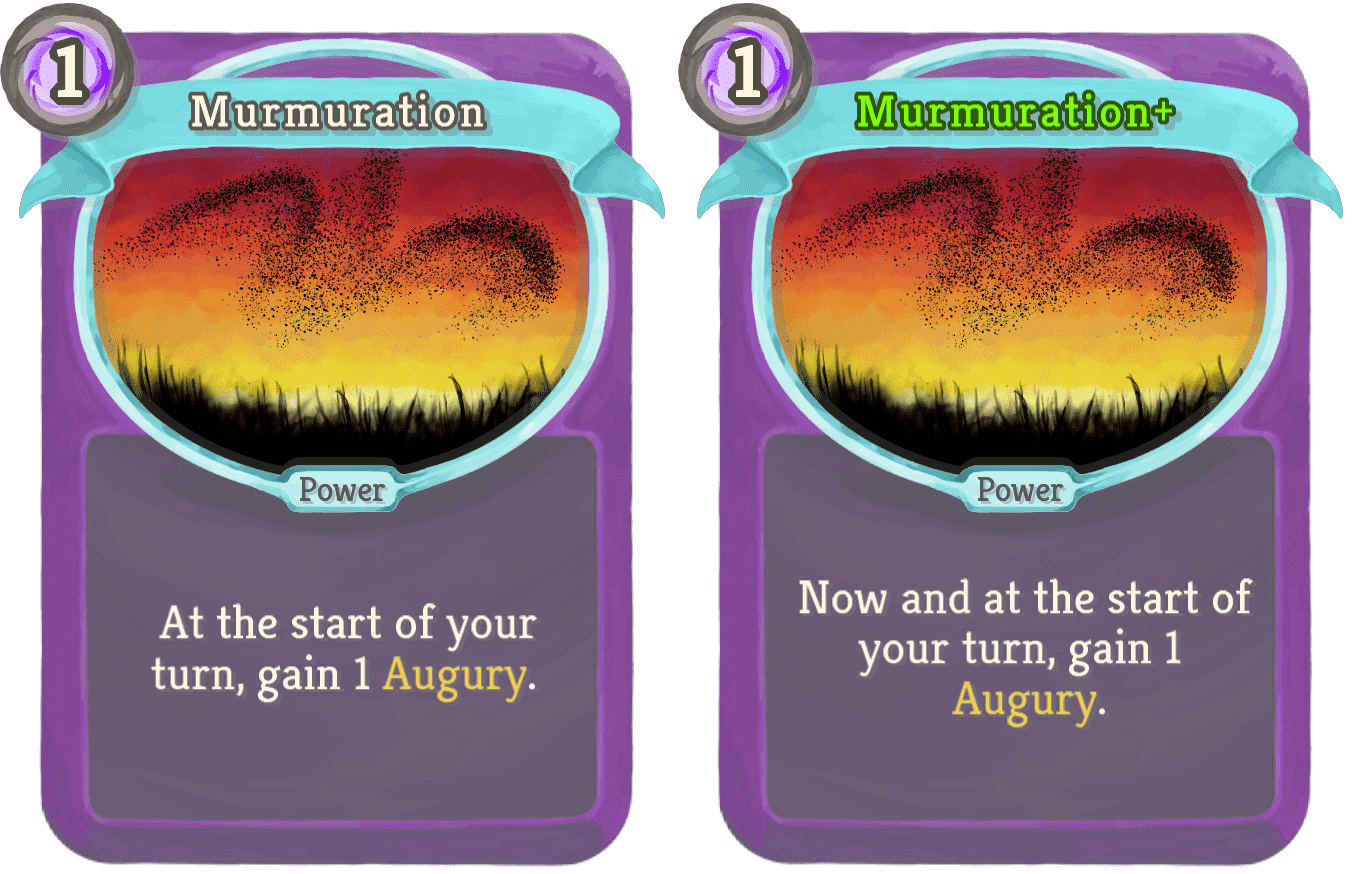 1
Murmuration
Power
At the start of your
turn, gain 1 Augury.
1
Murmuration+
Power
Now and at the start of
your turn, gain 1
Augury.